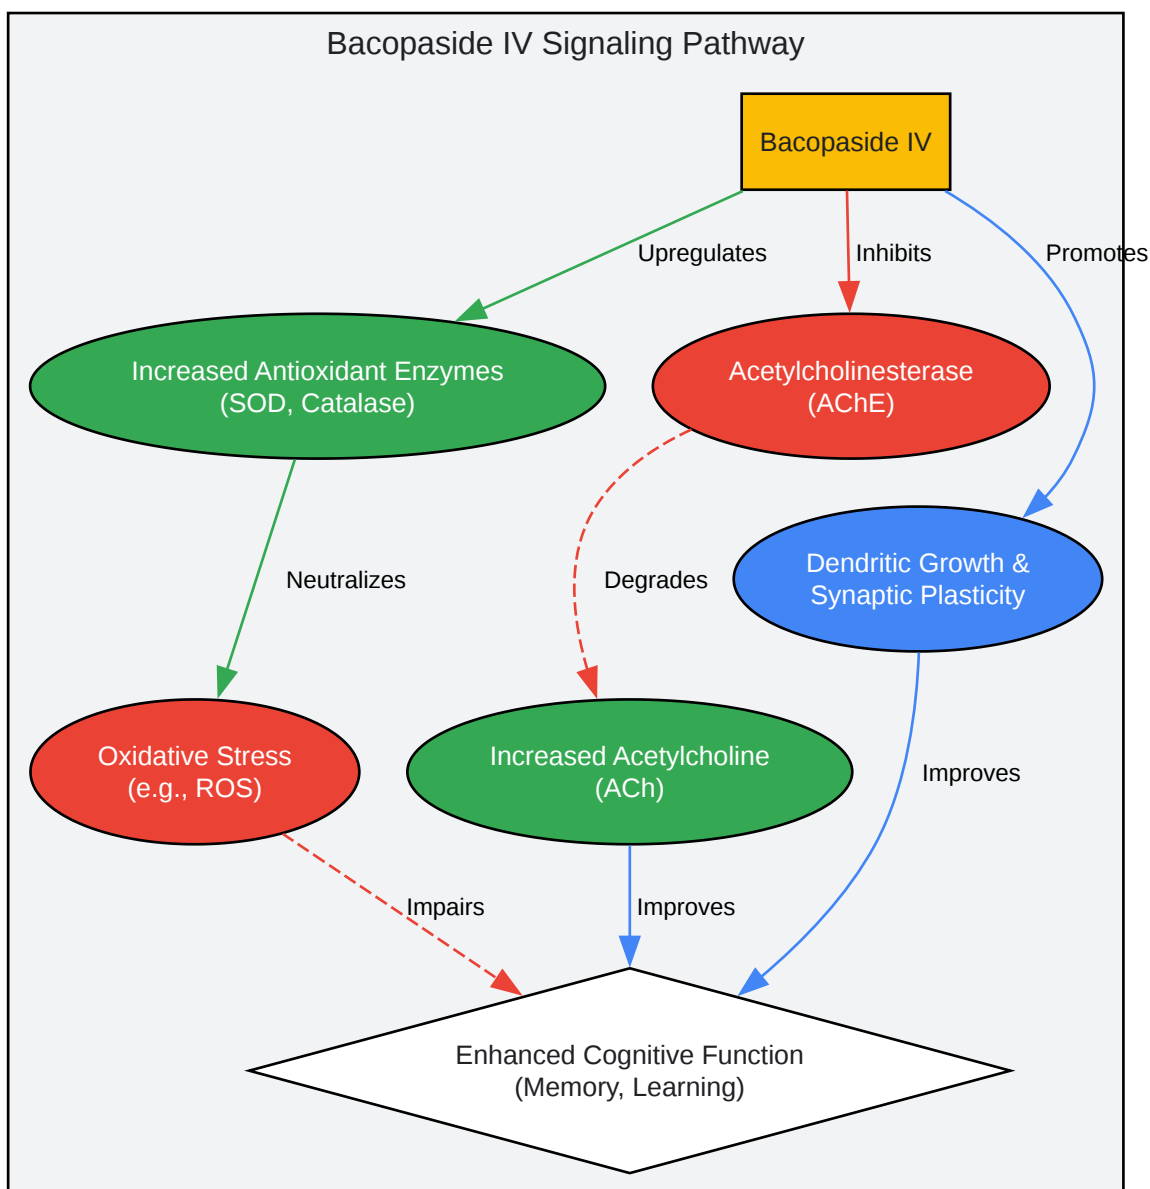 Bacopaside IV Signaling Pathway
Bacopaside IV
Upregulates
Inhibits
Promotes
Increased Antioxidant Enzymes
(SOD, Catalase)
Acetylcholinesterase
(AChE)
Neutralizes
Degrades
Dendritic Growth &
Synaptic Plasticity
Oxidative Stress
(e.g., ROS)
Increased Acetylcholine
(ACh)
Improves
Impairs
Improves
Enhanced Cognitive Function
(Memory, Learning)